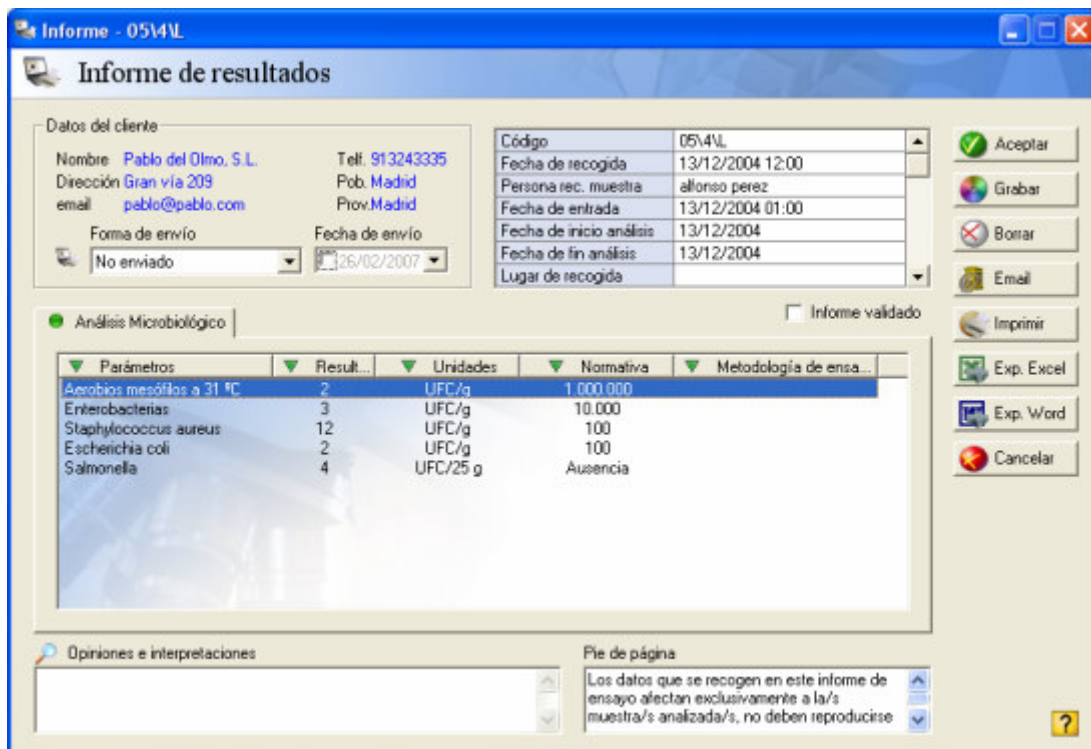 Informe - 05\4\L
Informe de resultados
Datos del cliente
Nombre Pablo del Olmo, S.L. Telf. 913243335
Dirección Gran vía 209 Pob. Madrid
email pablo@pablo.com Prov. Madrid
Forma de envío Fecha de envío
No enviado 26/02/2007
Código 05\4\L
Fecha de recogida 13/12/2004 12:00
Persona rec. muestra alfonso perez
Fecha de entrada 13/12/2004 01:00
Fecha de inicio análisis 13/12/2004
Fecha de fin análisis 13/12/2004
Lugar de recogida
Aceptar
Grabar
Borrar
Email
Imprimir
Exp. Excel
Exp. Word
Cancelar
Informe validado
Análisis Microbiológico
Parámetros Result... Unidades Normativa Metodología de ensa...
Aerobios mesófilos a 31 ºC 2 UFC/g 1.000.000
Enterobacterias 3 UFC/g 10.000
Staphylococcus aureus 12 UFC/g 100
Escherichia coli 2 UFC/g 100
Salmonella 4 UFC/25 g Ausencia
Opiniones e interpretaciones
Pie de página
Los datos que se recogen en este informe de
ensayo afectan exclusivamente a la/s
muestra/s analizada/s, no deben reproducirse